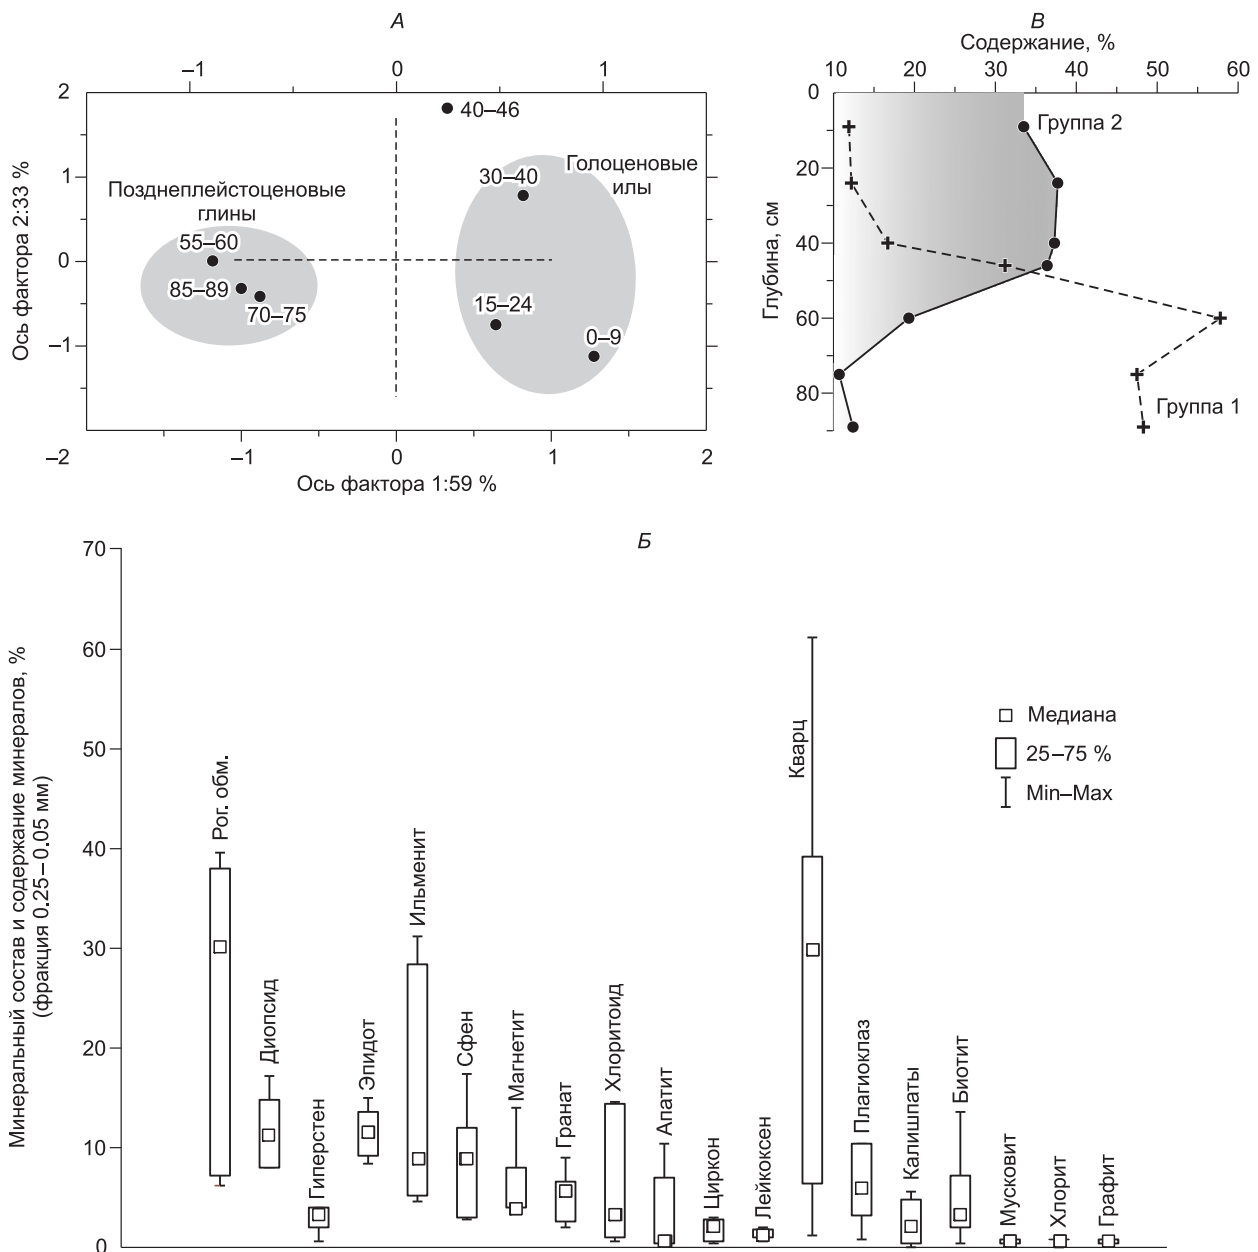 А
−1 0 1
2
1
0
−1
−2
Ось фактора 2:33 %
40–46
30–40
Голоценовые
илы
Позднеплейстоценовые
глины
55–60
85–89
70–75
15–24
0–9
−1 0 1 2
Ось фактора 1:59 %
В
Содержание, %
10 20 30 40 50 60
0
20
40
60
80
Глубина, см
Группа 2
Группа 1
Б
70
60
50
40
30
20
10
0
Минеральный состав и содержание минералов, %
(фракция 0.25–0.05 мм)
Рог. обм.
Диопсид
Гиперстен
Эпидот
Ильменит
Сфен
Магнетит
Гранат
Хлоритоид
Апатит
Циркон
Лейкоксен
Кварц
Плагиоклаз
Калишпаты
Биотит
Мусковит
Хлорит
Графит
Медиана
25–75 %
Min–Max